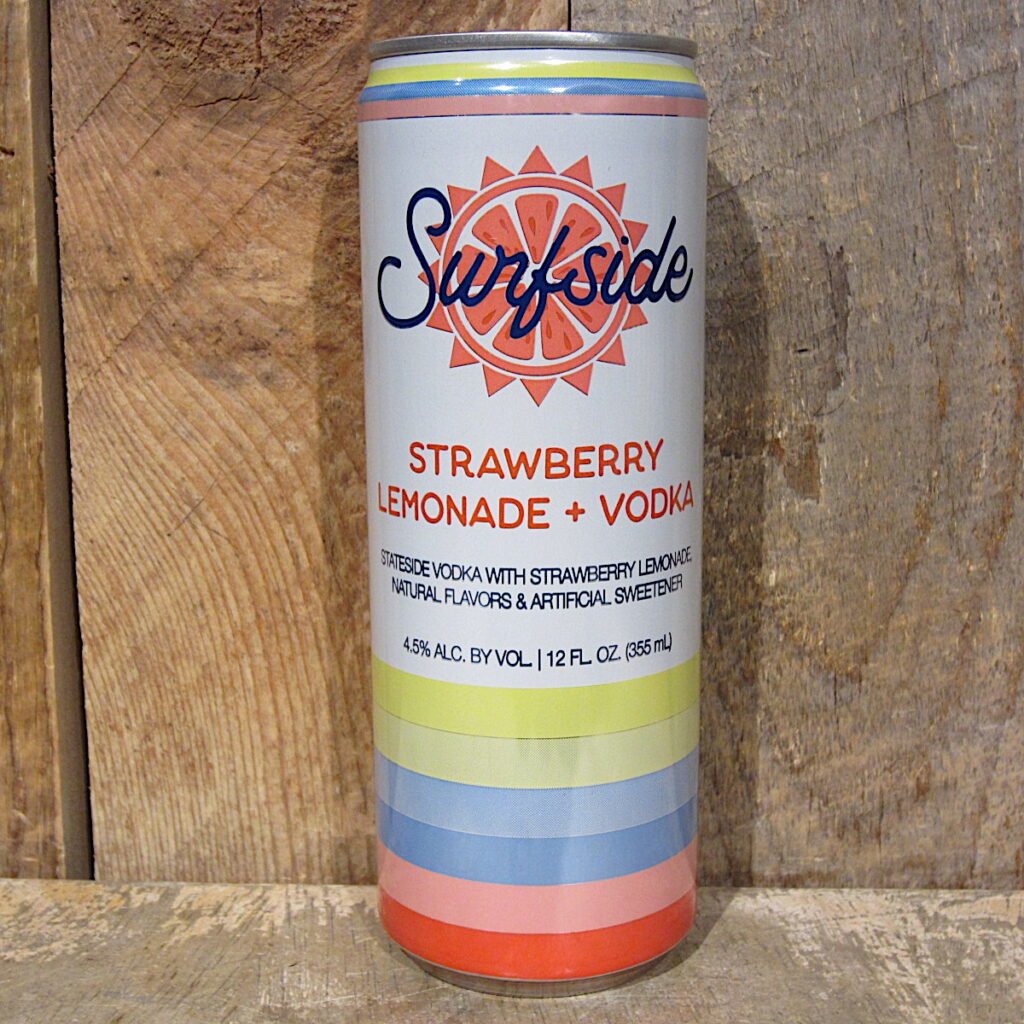 Surfside
STRAWBERRY
LEMONADE + VODKA
STATESIDE VODKA WITH STRAWBERRY LEMONADE,
NATURAL FLAVORS & ARTIFICIAL SWEETENER
4.5% ALC. BY VOL. | 12 FL. OZ. (355 mL)